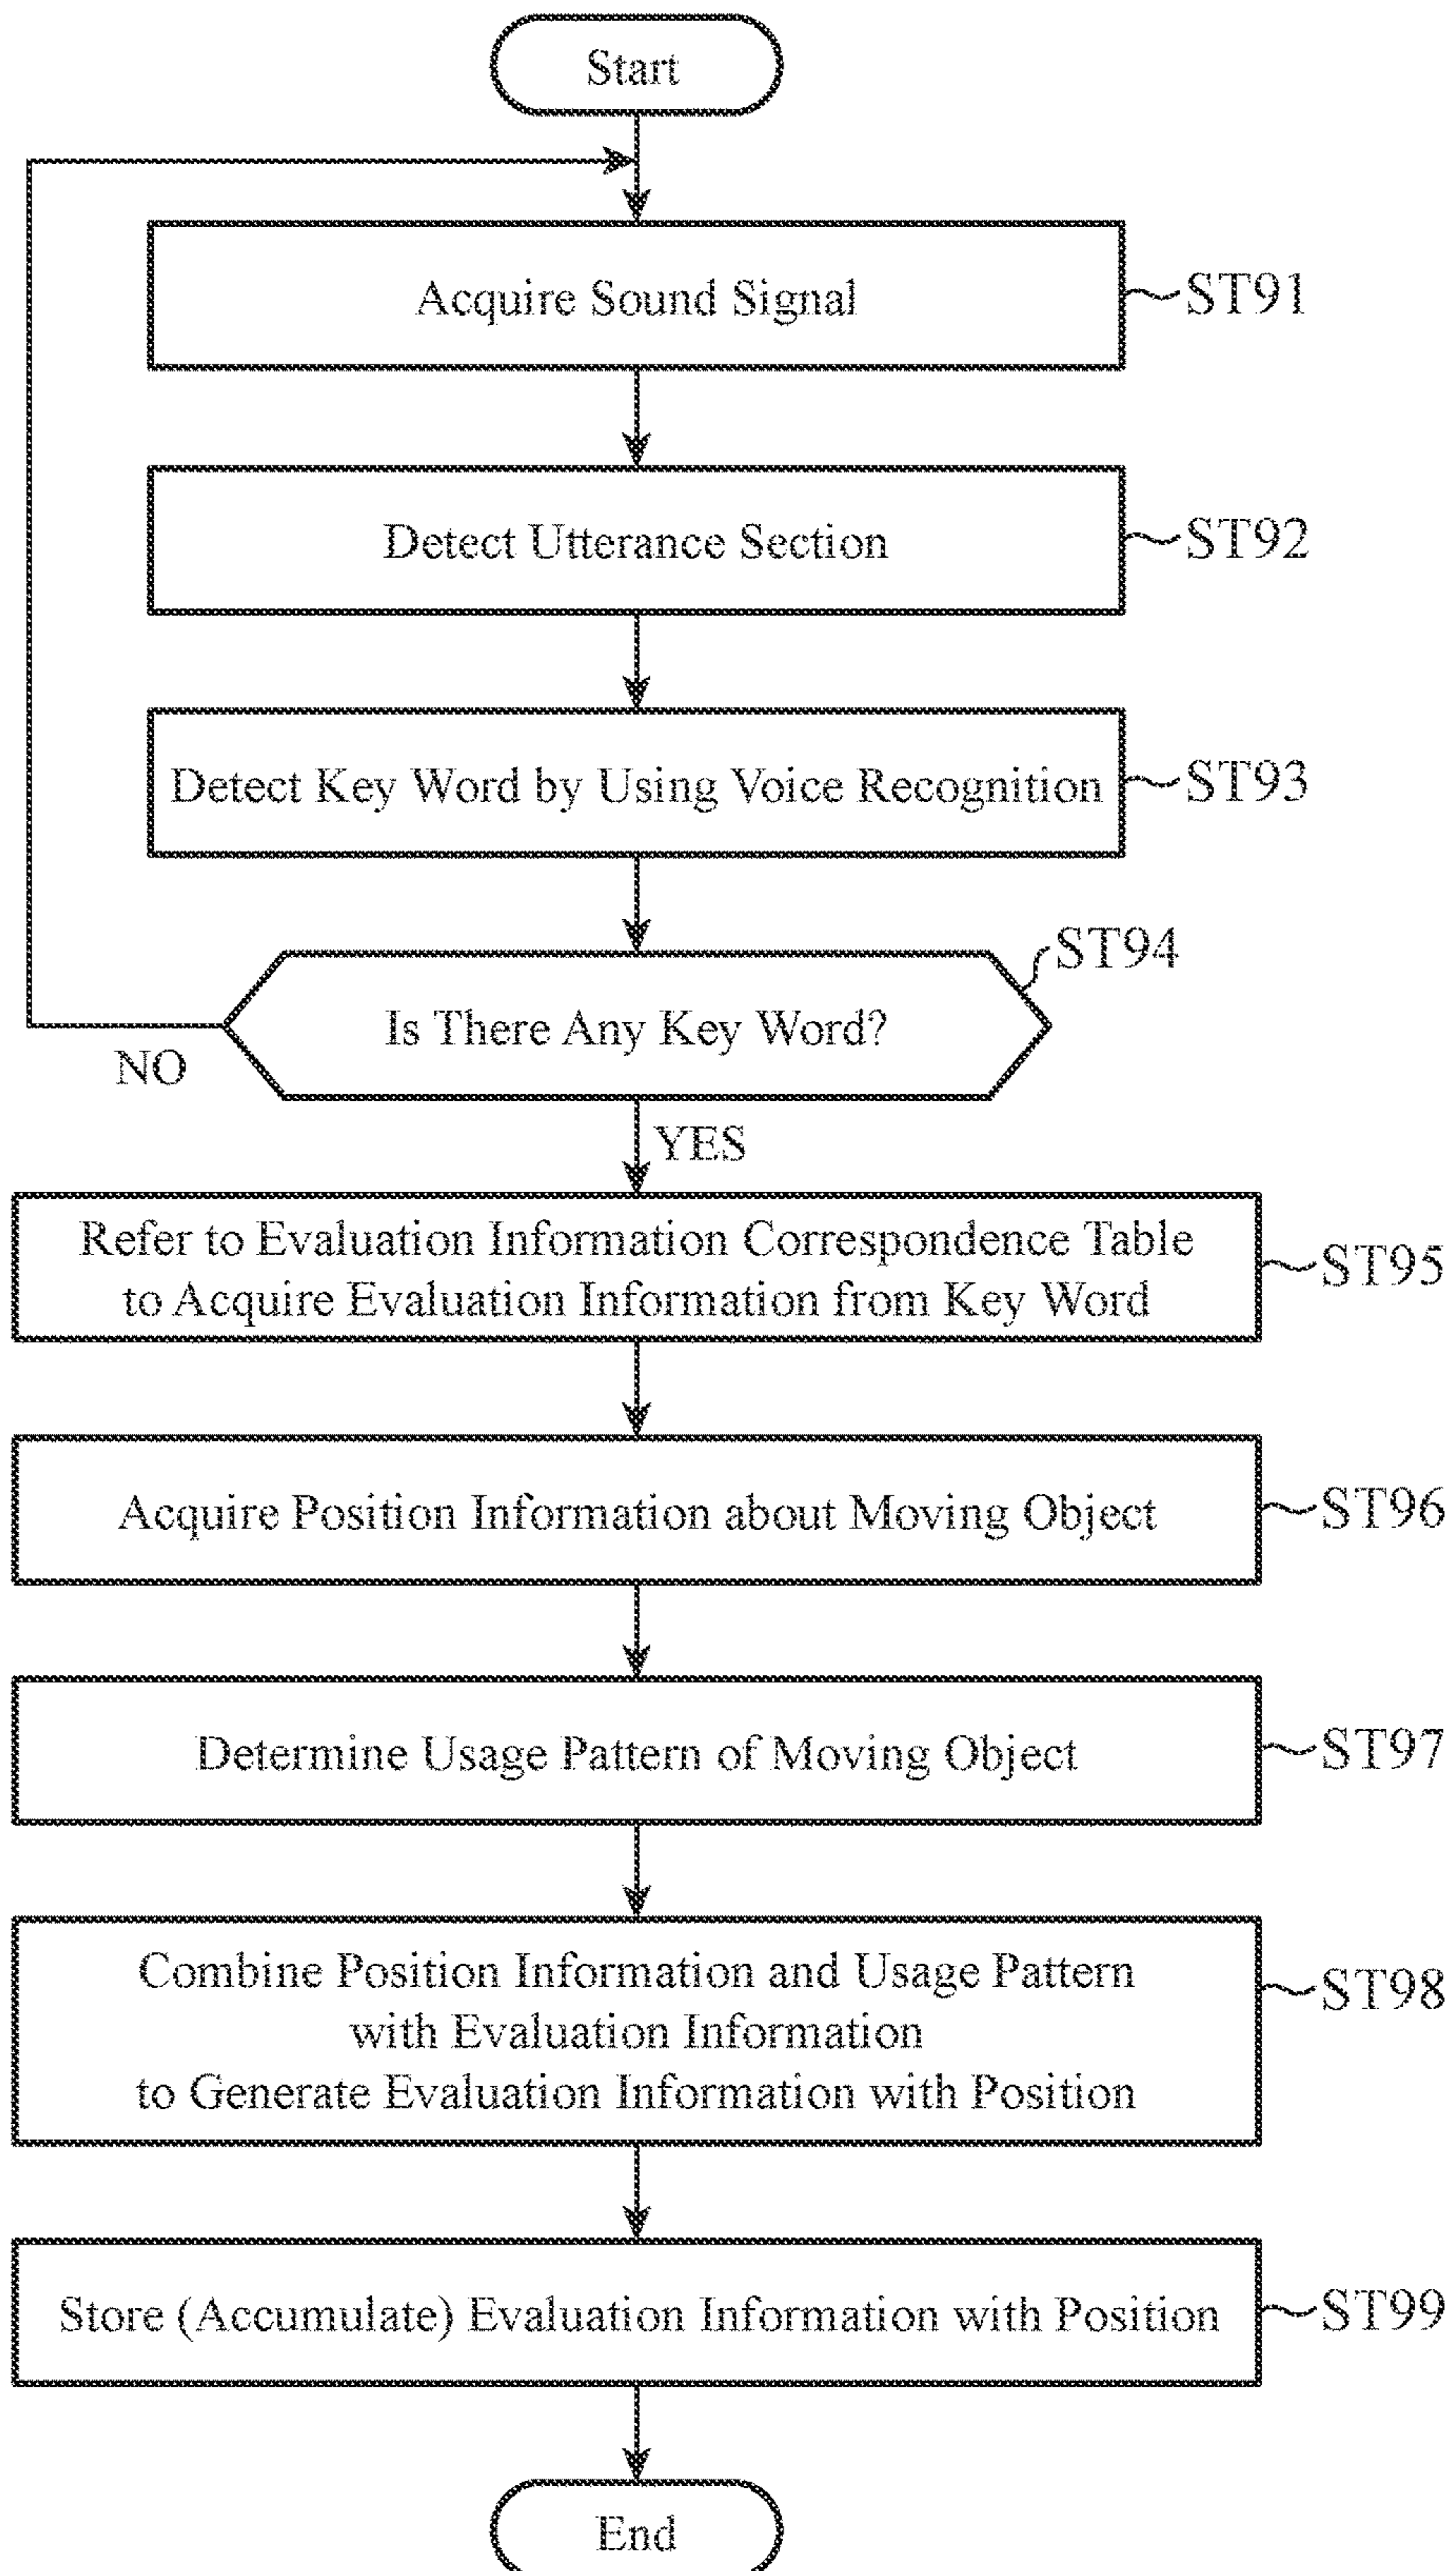 Start
Acquire Sound Signal
ST91
Detect Utterance Section
ST92
Detect Key Word by Using Voice Recognition
ST93
ST94
Is There Any Key Word?
NO
YES
Refer to Evaluation Information Correspondence Table
to Acquire Evaluation Information from Key Word
ST95
Acquire Position Information about Moving Object
ST96
Determine Usage Pattern of Moving Object
ST97
Combine Position Information and Usage Pattern
with Evaluation Information
to Generate Evaluation Information with Position
ST98
Store (Accumulate) Evaluation Information with Position
ST99
End